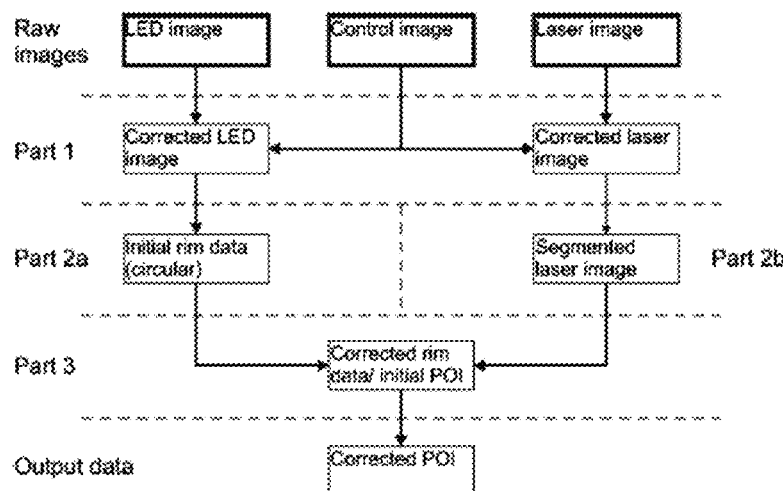 Raw
images
LED image
Control image
Laser image
Part 1
Corrected LED
image
Corrected laser
image
Part 2a
Initial rim data
(circular)
Segmented
laser image
Part 2b
Part 3
Corrected rim
data/ initial POI
Output data
Corrected POI